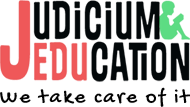 JUDICIUM&
EDUCATION
We take care of it